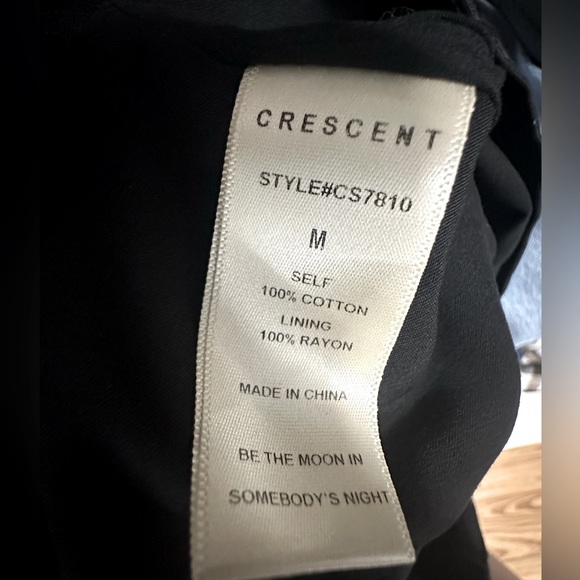 CRESCENT
STYLE#CS7810
M
SELF
100% COTTON
LINING
100% RAYON
MADE IN CHINA
BE THE MOON IN
SOMEBODY'S NIGHT